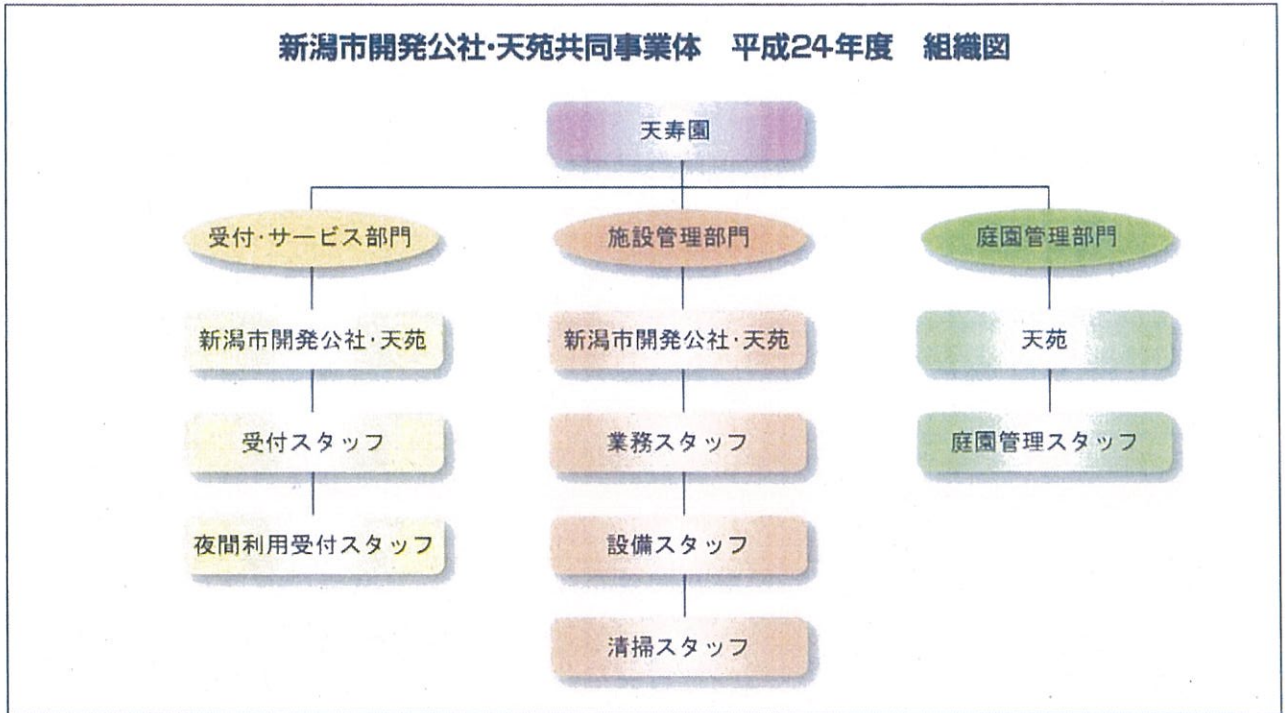 新潟市開発公社・天苑共同事業体　平成24年度　組織図
天寿園
受付・サービス部門
施設管理部門
庭園管理部門
新潟市開発公社・天苑
新潟市開発公社・天苑
天苑
受付スタッフ
業務スタッフ
庭園管理スタッフ
夜間利用受付スタッフ
設備スタッフ
清掃スタッフ